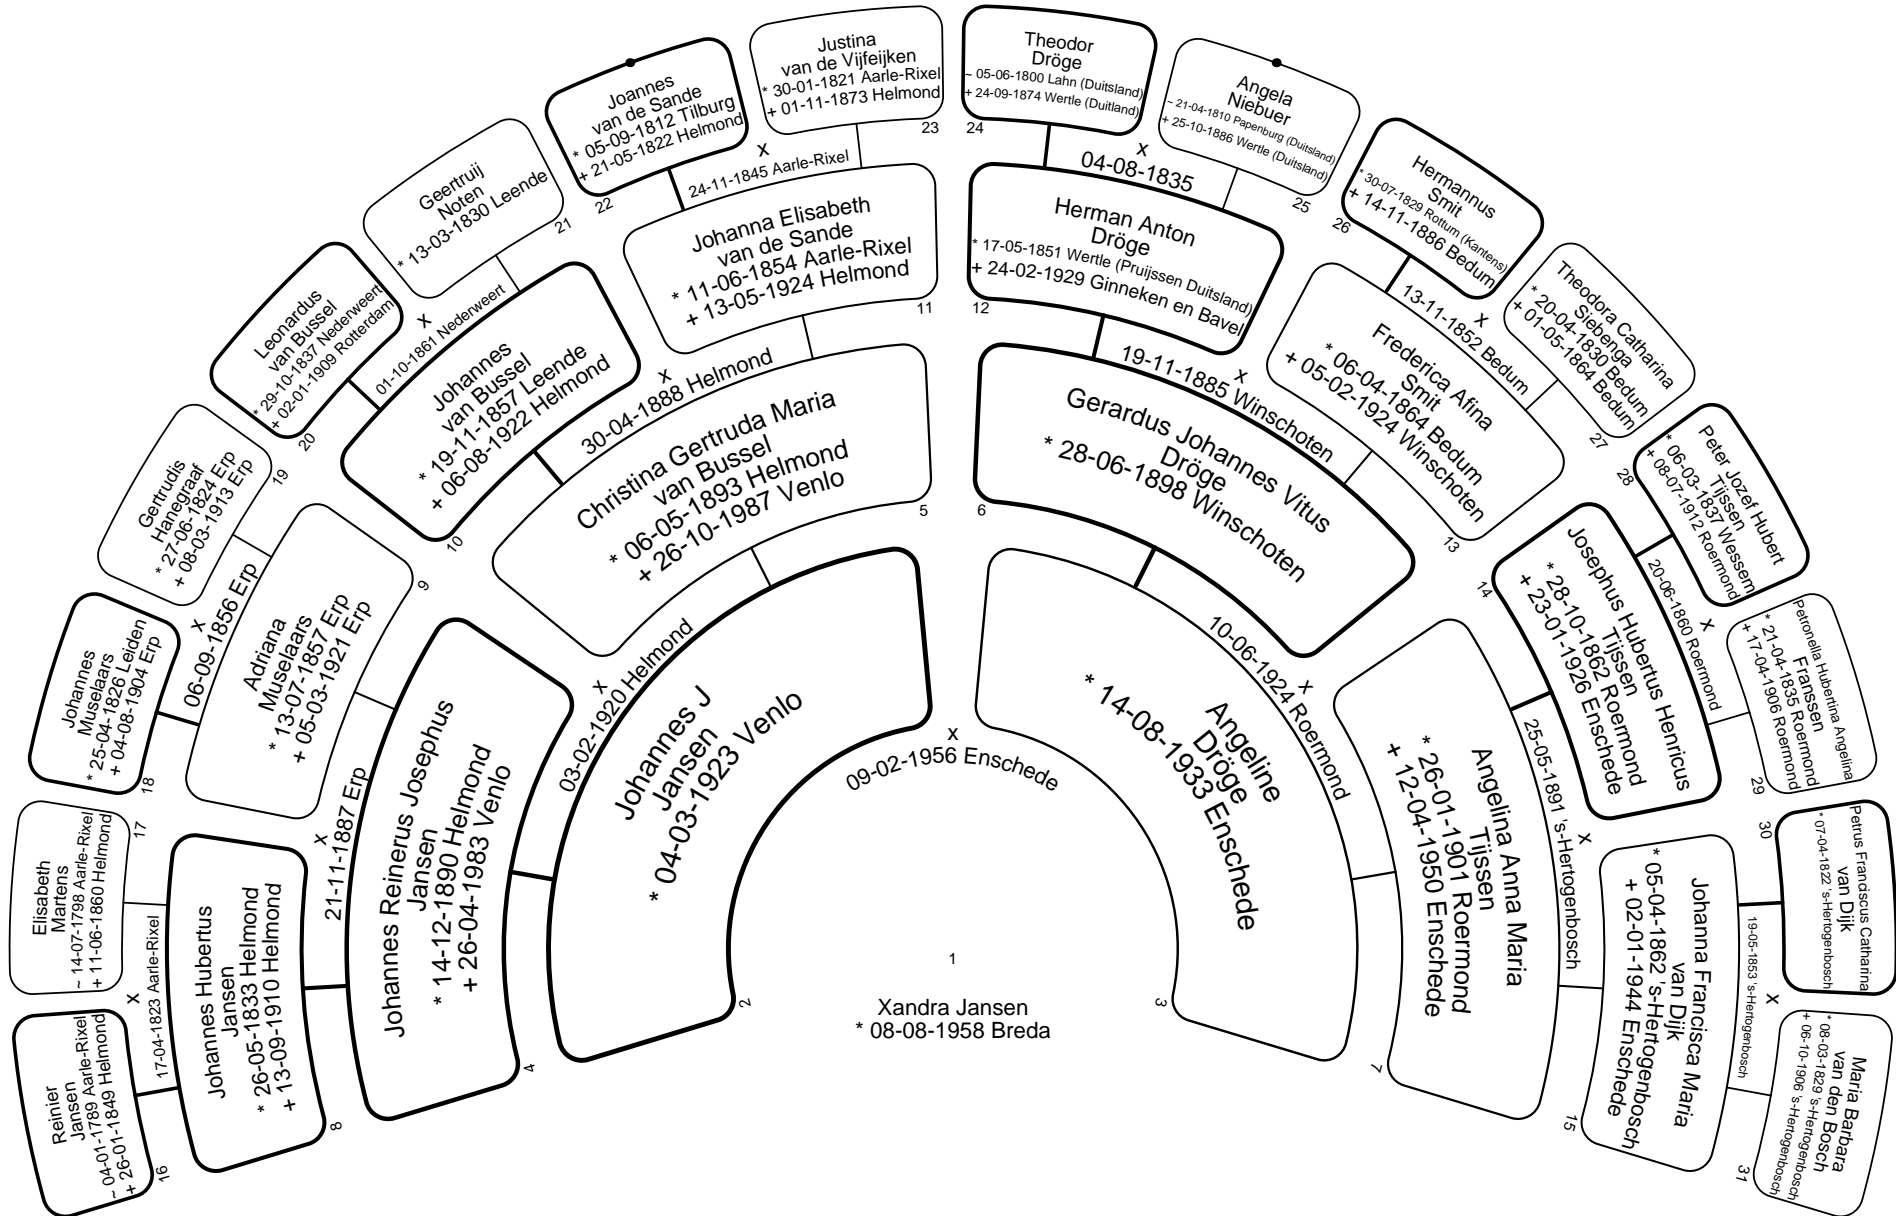 1
Xandra Jansen
* 08-08-1958 Breda
2
Johannes J
Jansen
* 04-03-1923 Venlo
x
09-02-1956 Enschede
3
Angeline
Dröge
* 14-08-1933 Enschede
4
Johannes Reinerus Josephus
Jansen
* 14-12-1890 Helmond
+ 26-04-1983 Venlo
x
03-02-1920 Helmond
5
Christina Gertruda Maria
van Bussel
* 06-05-1893 Helmond
+ 26-10-1987 Venlo
6
Gerardus Johannes Vitus
Dröge
* 28-06-1898 Winschoten
x
10-06-1924 Roermond
7
Angelina Anna Maria
Tijssen
* 26-01-1901 Roermond
+ 12-04-1950 Enschede
8
Johannes Hubertus
Jansen
* 26-05-1833 Helmond
+ 13-09-1910 Helmond
x
21-11-1887 Erp
9
Adriana
Muselaars
* 13-07-1857 Erp
+ 05-03-1921 Erp
10
Johannes
van Bussel
* 19-11-1857 Leende
+ 06-08-1922 Helmond
x
30-04-1888 Helmond
11
Johanna Elisabeth
van de Sande
* 11-06-1854 Aarle-Rixel
+ 13-05-1924 Helmond
12
Herman Anton
Dröge
* 17-05-1851 Wertle (Pruijssen Duitsland)
+ 24-02-1929 Ginneken en Bavel
x
19-11-1885 Winschoten
13
Frederica Afina
Smit
* 06-04-1864 Bedum
+ 05-02-1924 Winschoten
14
Josephus Hubertus Henricus
Tijssen
* 28-10-1862 Roermond
+ 23-01-1926 Enschede
x
25-05-1891 's-Hertogenbosch
15
Johanna Francisca Maria
van Dijk
* 05-04-1862 's-Hertogenbosch
+ 02-01-1944 Enschede
16
Reinier
Jansen
~ 04-01-1789 Aarle-Rixel
+ 26-01-1849 Helmond
x
17-04-1823 Aarle-Rixel
17
Elisabeth
Martens
~ 14-07-1798 Aarle-Rixel
+ 11-06-1860 Helmond
18
Johannes
Muselaars
* 25-04-1826 Leiden
+ 04-08-1904 Erp
x
06-09-1856 Erp
19
Gertrudis
Hanegraaf
* 27-06-1824 Erp
+ 08-03-1913 Erp
20
Leonardus
van Bussel
* 29-10-1837 Nederweert
+ 02-01-1909 Rotterdam
x
01-10-1861 Nederweert
21
Geertruij
Noten
* 13-03-1830 Leende
22
Joannes
van de Sande
* 05-09-1812 Tilburg
+ 21-05-1822 Helmond
x
24-11-1845 Aarle-Rixel
23
Justina
van de Vijfeijken
* 30-01-1821 Aarle-Rixel
+ 01-11-1873 Helmond
24
Theodor
Dröge
~ 05-06-1800 Lahn (Duitsland)
+ 24-09-1874 Wertle (Duitland)
x
04-08-1835
25
Angela
Niebuer
~ 21-04-1810 Papenburg (Duitsland)
+ 25-10-1886 Wertle (Duitsland)
26
Hermannus
Smit
* 30-07-1829 Rottum (Kantens)
+ 14-11-1886 Bedum
x
13-11-1852 Bedum
27
Theodora Catharina
Siebenga
* 20-04-1830 Bedum
+ 01-05-1864 Bedum
28
Peter Jozef Hubert
Tijssen
* 06-03-1837 Wessem
+ 08-07-1912 Roermond
x
20-06-1860 Roermond
29
Petronella Hubertina Angelina
Franssen
* 21-04-1835 Roermond
+ 17-04-1906 Roermond
30
Petrus Franciscus Catharina
van Dijk
* 07-04-1822 's-Hertogenbosch
x
19-05-1853 's-Hertogenbosch
31
Maria Barbara
van den Bosch
* 08-03-1829 's-Hertogenbosch
+ 06-10-1906 's-Hertogenbosch